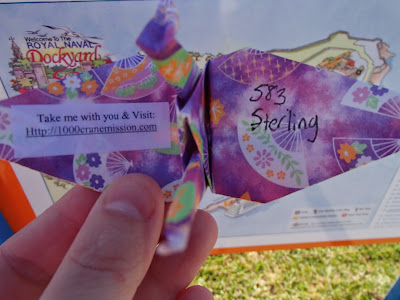 Welcome To The
ROYAL NAVAL
Dockyard
Take me with you & Visit:
Http://1000cranemission.com
583
Sterling